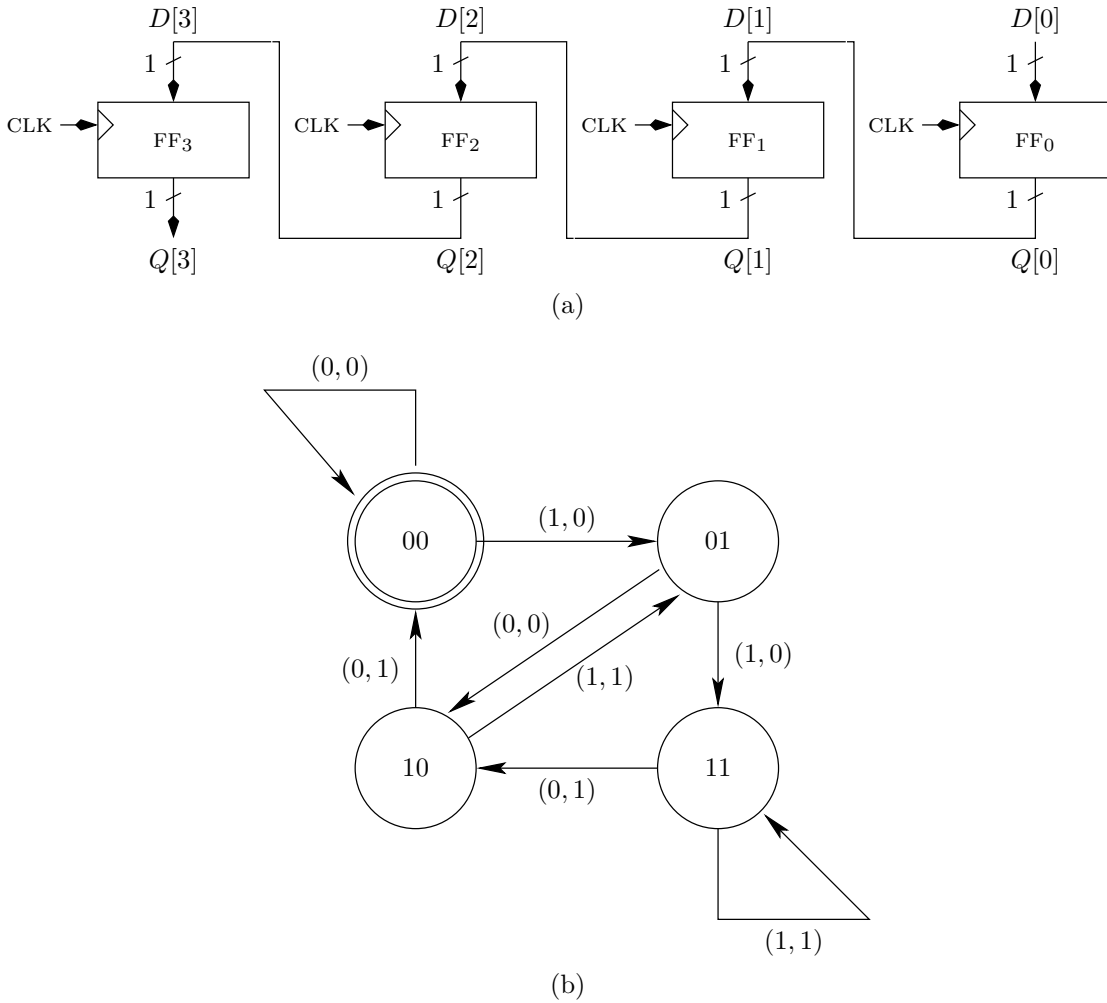 D[3] D[2] D[1] D[0]
1 1 1 1
CLK FF3 CLK FF2 CLK FF1 CLK FF0
1 1 1 1
Q[3] Q[2] Q[1] Q[0]
(a)
(0, 0)
00 (1, 0) 01
(0, 0)
(0, 1) (1, 1) (1, 0)
10 (0, 1) 11
(1, 1)
(b)